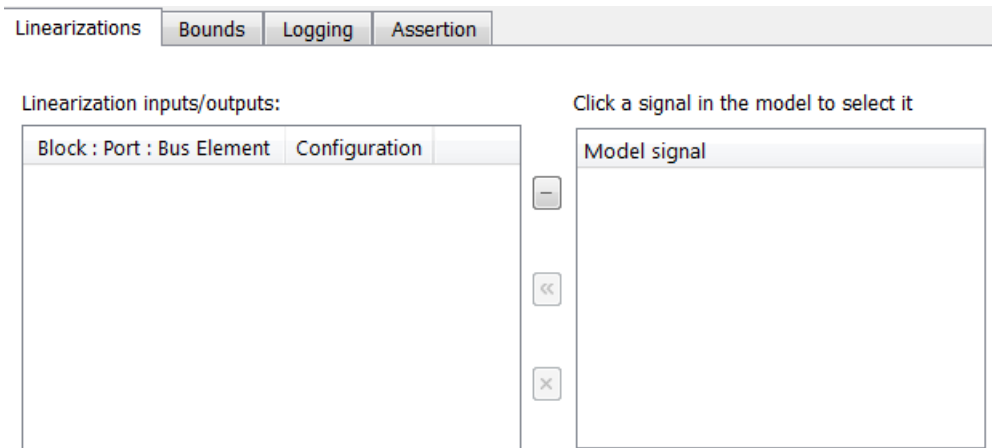 Linearizations Bounds Logging Assertion
Linearization inputs/outputs: Click a signal in the model to select it
Block : Port : Bus Element Configuration Model signal
−
«
×